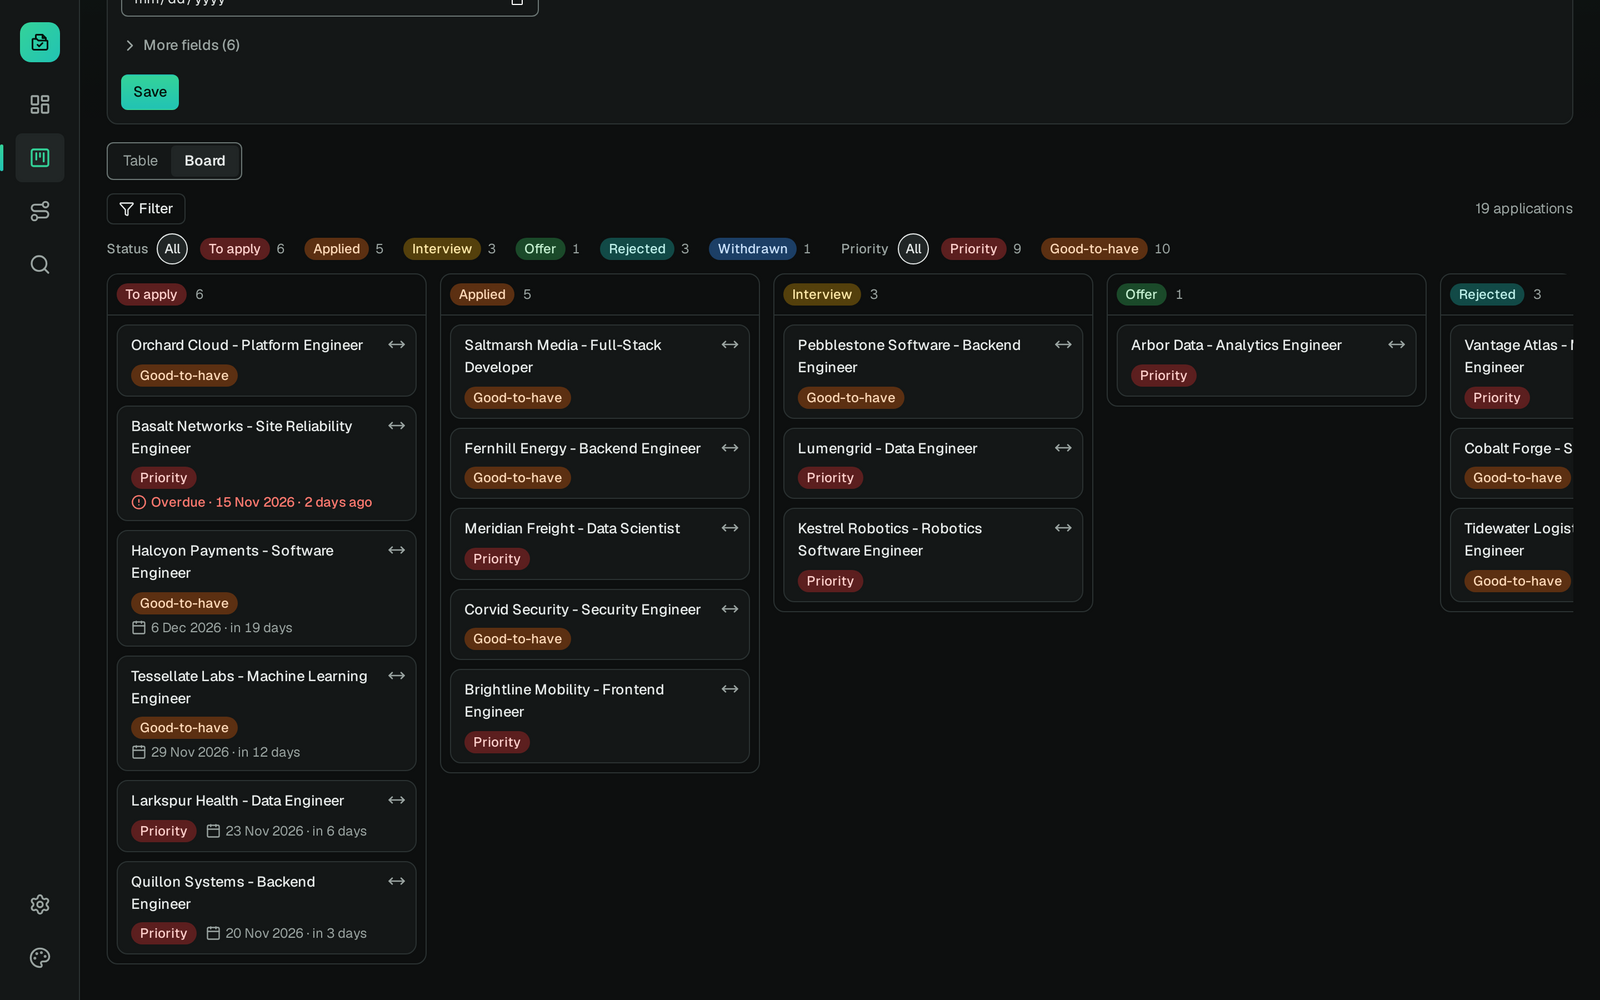 mm/dd/yyyy
More fields (6)
Save
Table Board
Filter
19 applications
Status All To apply 6 Applied 5 Interview 3 Offer 1 Rejected 3 Withdrawn 1 Priority All Priority 9 Good-to-have 10
To apply 6
Orchard Cloud - Platform Engineer
Good-to-have
Basalt Networks - Site Reliability
Engineer
Priority
Overdue · 15 Nov 2026 · 2 days ago
Halcyon Payments - Software
Engineer
Good-to-have
6 Dec 2026 · in 19 days
Tessellate Labs - Machine Learning
Engineer
Good-to-have
29 Nov 2026 · in 12 days
Larkspur Health - Data Engineer
Priority 23 Nov 2026 · in 6 days
Quillon Systems - Backend
Engineer
Priority 20 Nov 2026 · in 3 days
Applied 5
Saltmarsh Media - Full-Stack
Developer
Good-to-have
Fernhill Energy - Backend Engineer
Good-to-have
Meridian Freight - Data Scientist
Priority
Corvid Security - Security Engineer
Good-to-have
Brightline Mobility - Frontend
Engineer
Priority
Interview 3
Pebblestone Software - Backend
Engineer
Good-to-have
Lumengrid - Data Engineer
Priority
Kestrel Robotics - Robotics
Software Engineer
Priority
Offer 1
Arbor Data - Analytics Engineer
Priority
Rejected 3
Vantage Atlas -
Engineer
Priority
Cobalt Forge -
Good-to-have
Tidewater
Engineer
Good-to-have